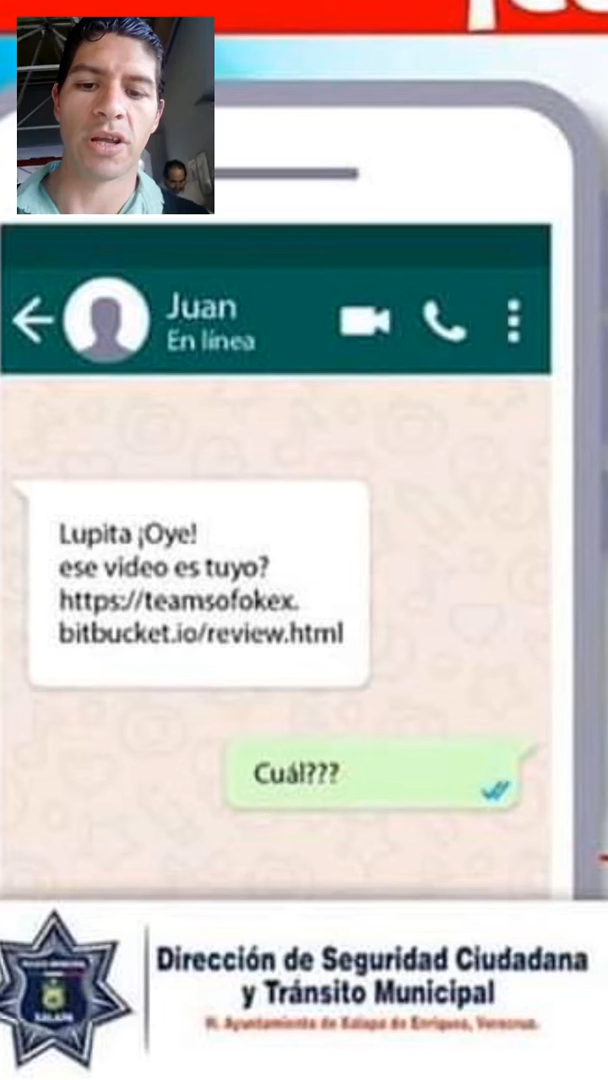 Juan
En línea
Lupita ¡Oye!
ese video es tuyo?
https://teamsofokex.
bitbucket.io/review.html
Cuál???
Dirección de Seguridad Ciudadana
y Tránsito Municipal
H. Ayuntamiento de Xalapa de Enríquez, Veracruz.
XALAPA